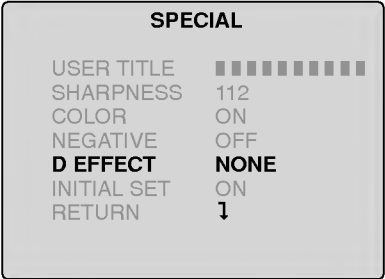 SPECIAL
USER TITLE
SHARPNESS 112
COLOR ON
NEGATIVE OFF
D EFFECT NONE
INITIAL SET ON
RETURN